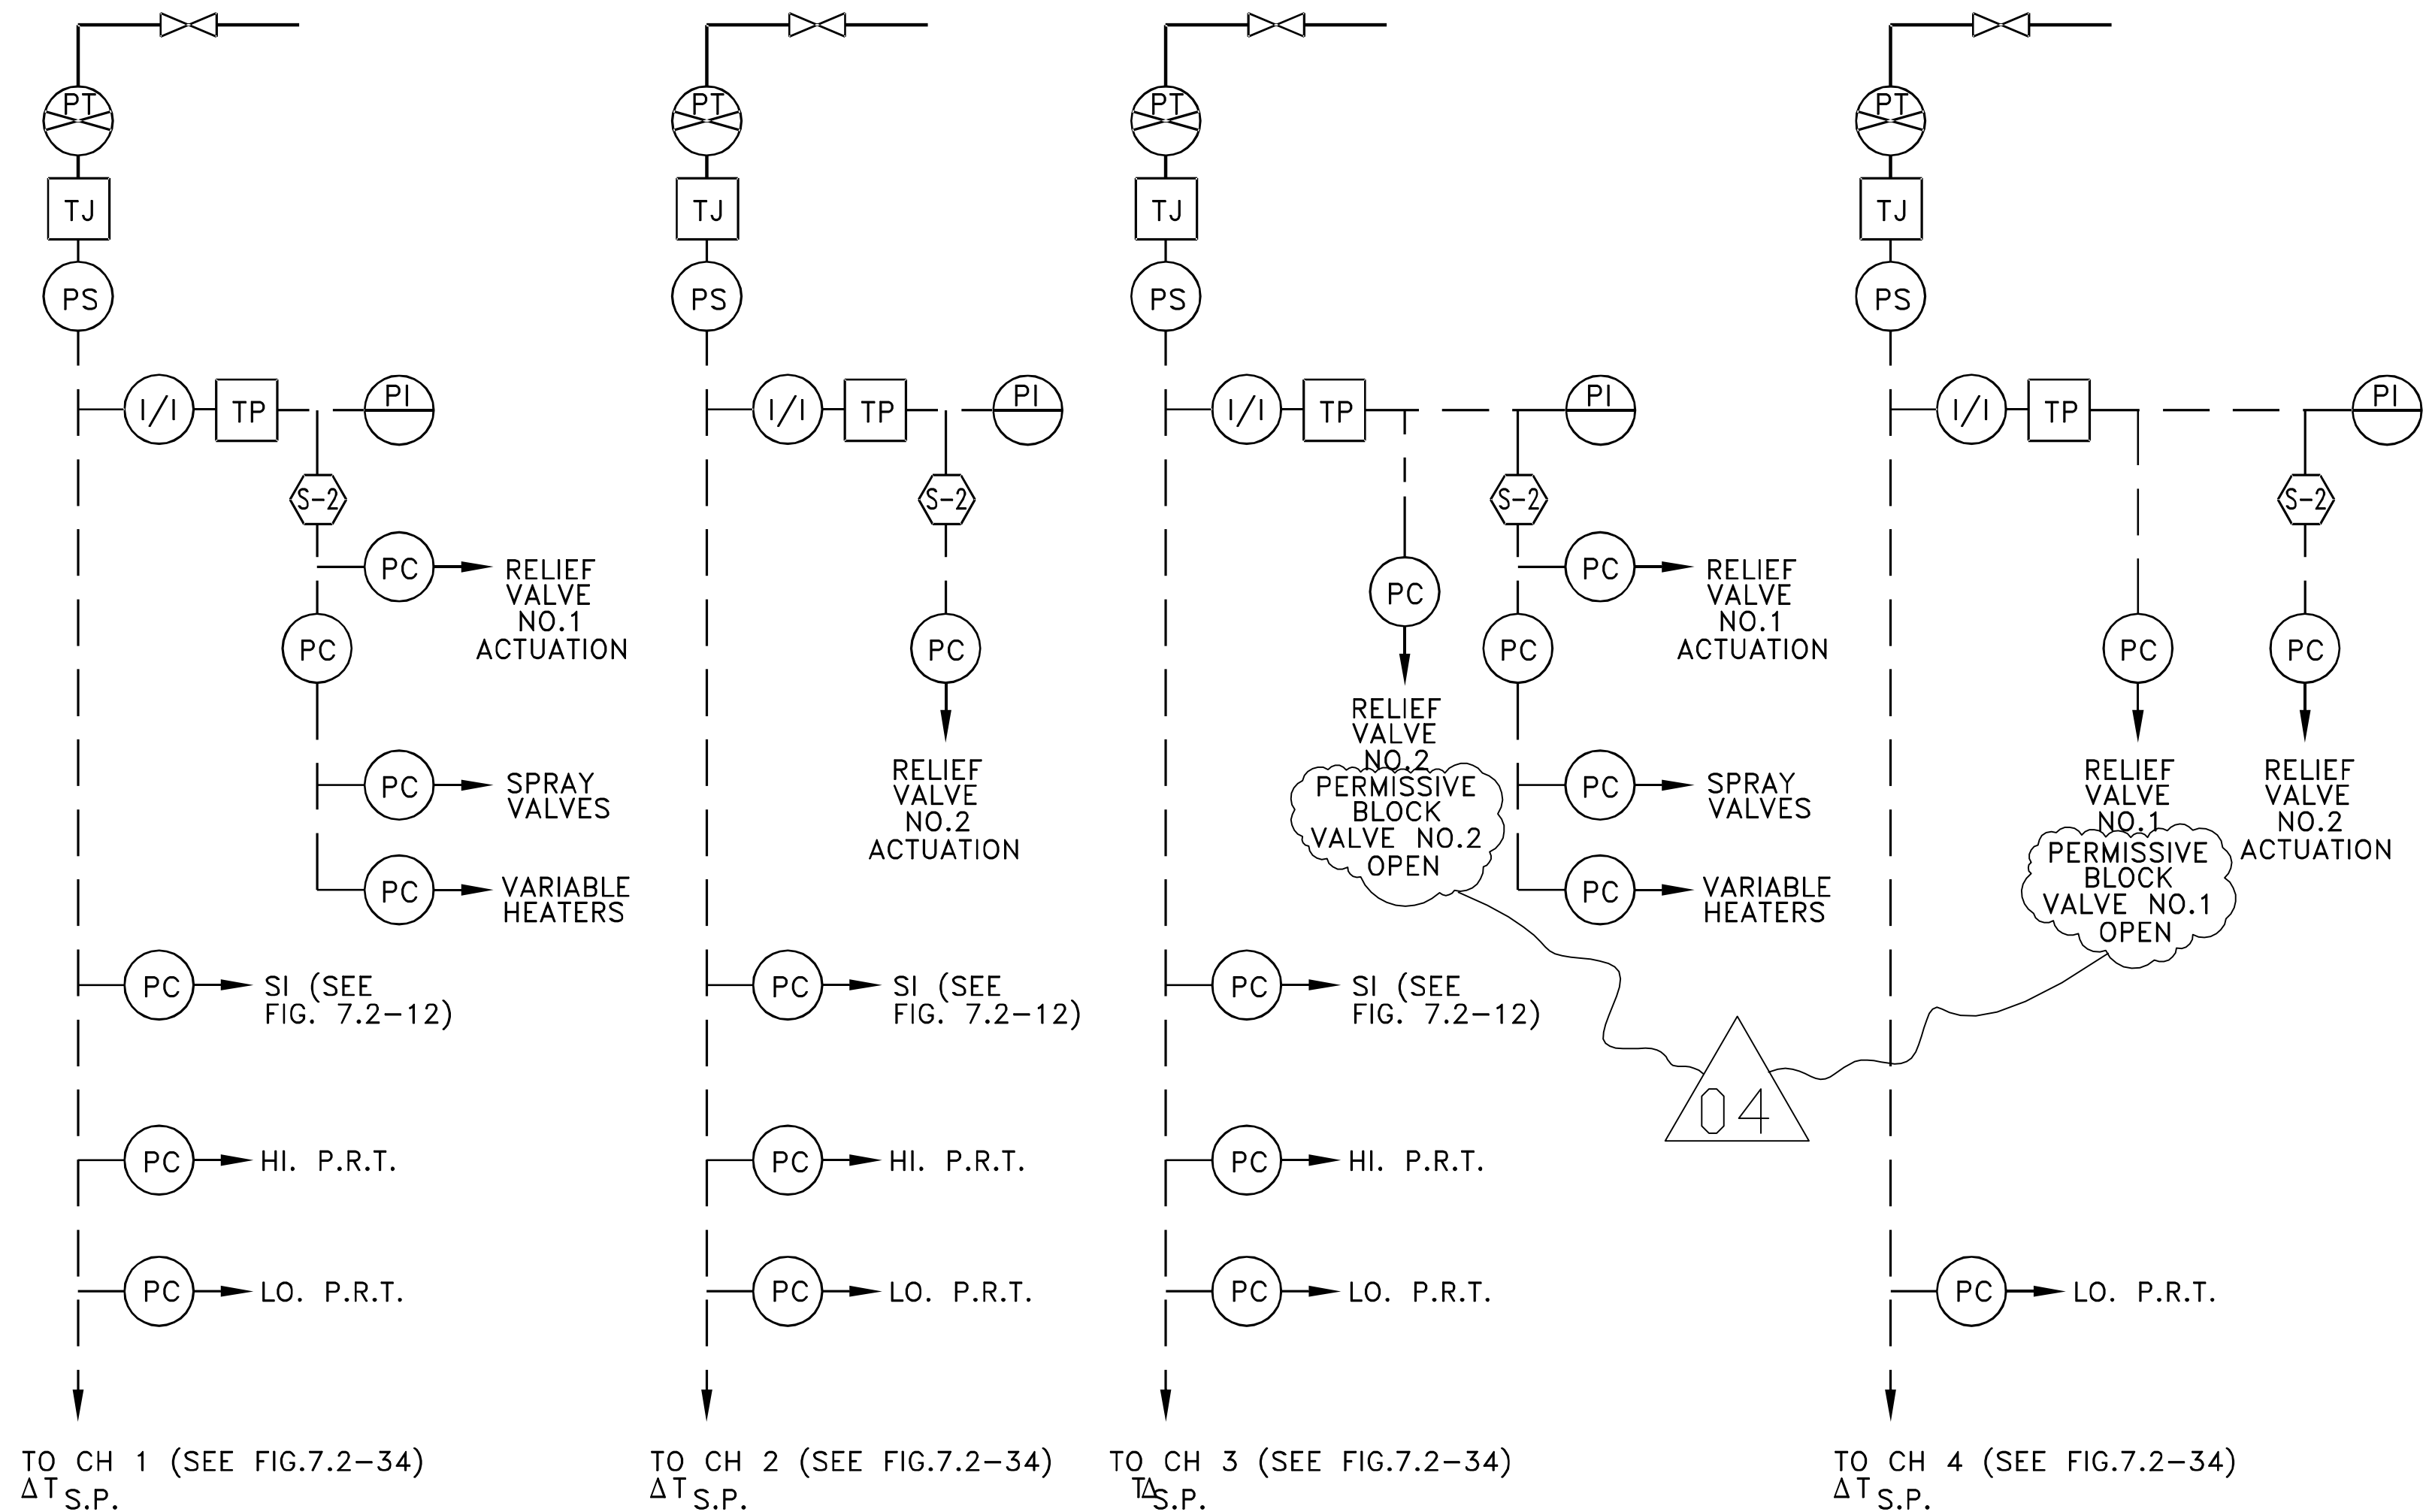 PT
PT
PT
PT
TJ
TJ
TJ
TJ
PS
PS
PS
PS
I/I TP PI
I/I TP PI
I/I TP PI
I/I TP PI
S-2
S-2
S-2
S-2
PC
RELIEF
VALVE
NO.1
ACTUATION
PC
PC
SPRAY
VALVES
PC
VARIABLE
HEATERS
PC
RELIEF
VALVE
NO.2
ACTUATION
PC
RELIEF
VALVE
NO.2
PERMISSIVE
BLOCK
VALVE NO.2
OPEN
PC
RELIEF
VALVE
NO.1
ACTUATION
PC
PC
SPRAY
VALVES
PC
VARIABLE
HEATERS
PC
RELIEF
VALVE
NO.1
PERMISSIVE
BLOCK
VALVE NO.1
OPEN
PC
RELIEF
VALVE
NO.2
ACTUATION
PC SI (SEE
FIG. 7.2-12)
PC SI (SEE
FIG. 7.2-12)
PC SI (SEE
FIG. 7.2-12)
04
PC HI. P.R.T.
PC HI. P.R.T.
PC HI. P.R.T.
PC LO. P.R.T.
PC LO. P.R.T.
PC LO. P.R.T.
PC LO. P.R.T.
TO CH 1 (SEE FIG.7.2-34)
ΔT S.P.
TO CH 2 (SEE FIG.7.2-34)
ΔT S.P.
TO CH 3 (SEE FIG.7.2-34)
TΔ S.P.
TO CH 4 (SEE FIG.7.2-34)
ΔT S.P.